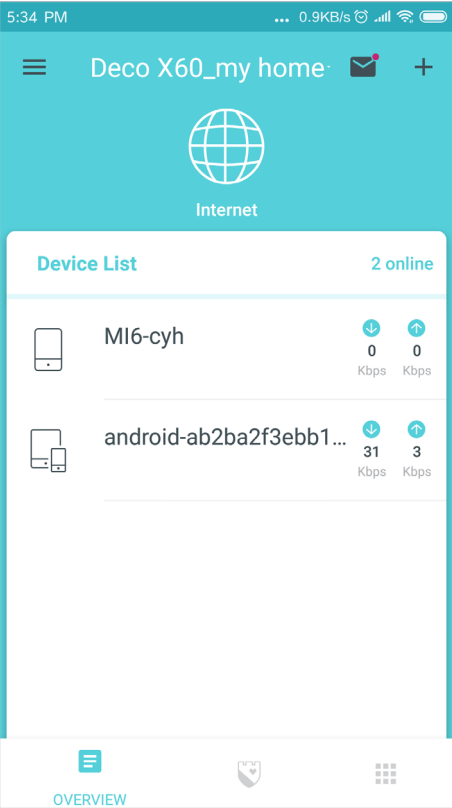 5:34 PM
... 0.9KB/s
Deco X60_my home
Internet
Device List
2 online
MI6-cyh
0
0
Kbps
Kbps
android-ab2ba2f3ebb1...
31
3
Kbps
Kbps
OVERVIEW